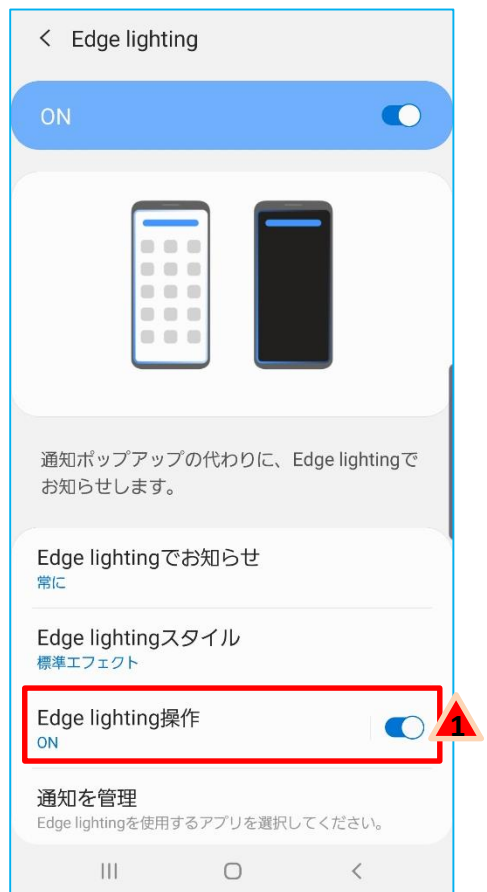 Edge lighting
ON
通知ポップアップの代わりに、Edge lightingで
お知らせします。
Edge lightingでお知らせ
常に
Edge lightingスタイル
標準エフェクト
Edge lighting操作
ON
1
通知を管理
Edge lightingを使用するアプリを選択してください。